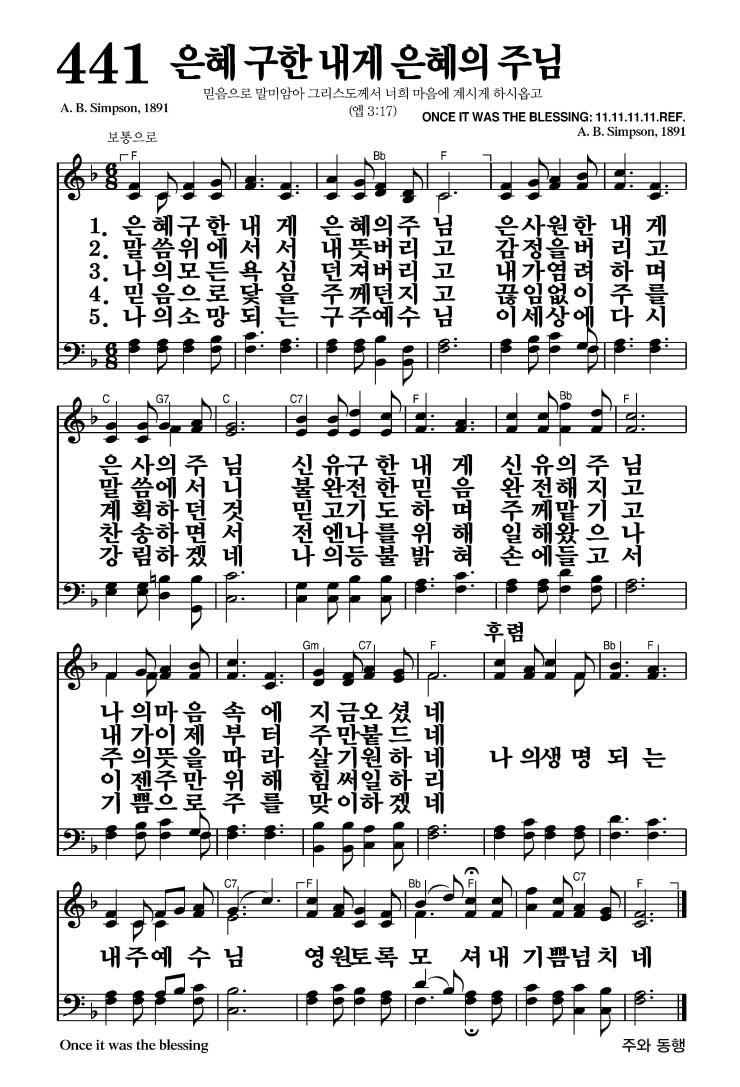 441 은혜 구한 내게 은혜의 주님
믿음으로 말미암아 그리스도께서 너희 마음에 계시게 하시옵고
A. B. Simpson, 1891
(엡 3:17)
ONCE IT WAS THE BLESSING: 11.11.11.11.REF.
A. B. Simpson, 1891
보통으로
F Bb F
6 8
1. 은 혜 구 한 내 게 은 혜 의 주 님 은 사 원 한 내 게
2. 말 씀 위 에 서 서 내 뜻 버 리 고 감 정 을 버 리 고
3. 나 의 모 든 욕 심 던 져 버 리 고 내 가 염 려 하 며
4. 믿 음 으 로 닻 을 주 께 던 지 고 끊 임 없 이 주 를
5. 나 의 소 망 되 는 구 주 예 수 님 이 세 상 에 다 시
6 8
C G7 C C7 F Bb F
은 사 의 주 님 신 유 구 한 내 게 신 유 의 주 님
말 씀 에 서 니 불 완 전 한 믿 음 완 전 해 지 고
계 획 하 던 것 믿 고 기 도 하 며 주 께 맡 기 고
찬 송 하 면 서 전 엔 나 를 위 해 일 해 왔 으 나
강 림 하 겠 네 나 의 등 불 밝 혀 손 에 들 고 서
후렴
Gm C7 F Bb F
나 의 마 음 속 에 지 금 오 셨 네
내 가 이 제 부 터 주 만 붙 드 네
주 의 뜻 을 따 라 살 기 원 하 네 나 의 생 명 되 는
이 젠 주 만 위 해 힘 써 일 하 리
기 쁨 으 로 주 를 맞 이 하 겠 네
C7 F Bb F C7 F
내 주 예 수 님 영 원 토 록 모 셔 내 기 쁨 넘 치 네
Once it was the blessing
주와 동행